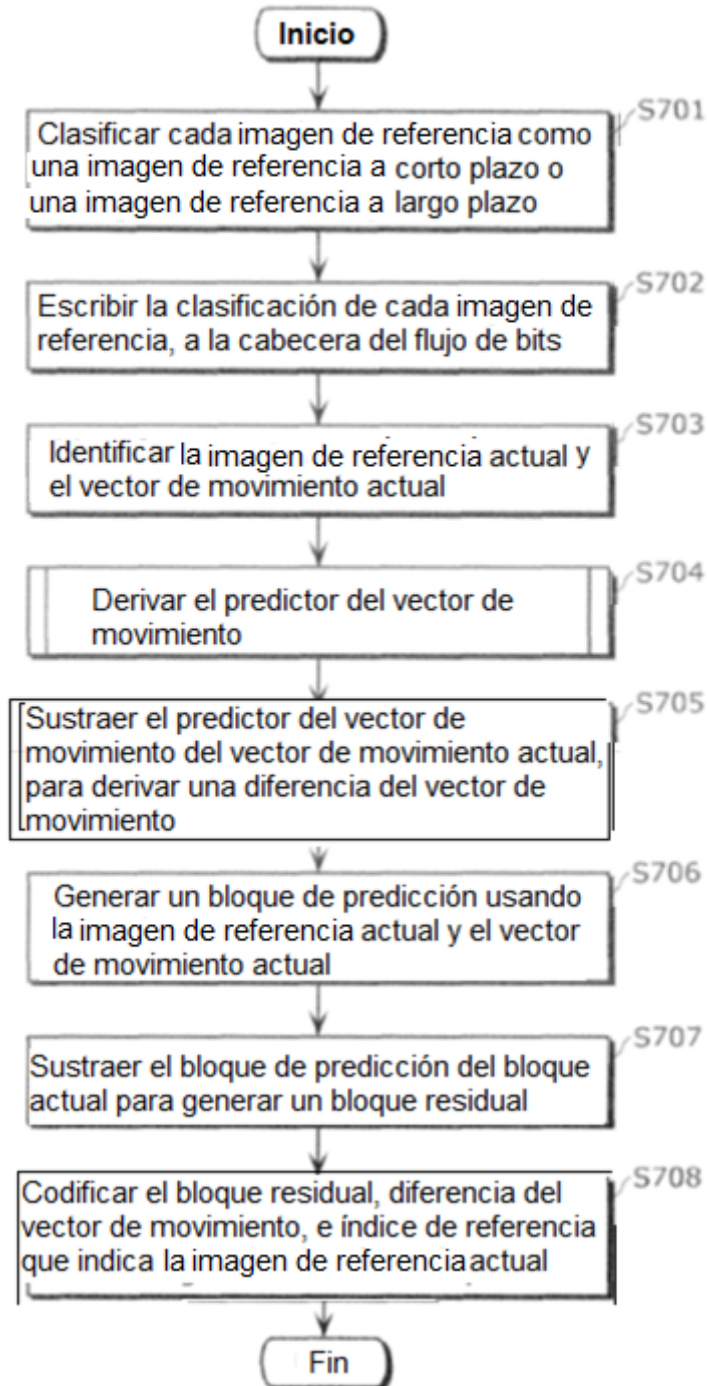 Inicio
S701
Clasificar cada imagen de referencia como
una imagen de referencia a corto plazo o
una imagen de referencia a largo plazo
S702
Escribir la clasificación de cada imagen de
referencia, a la cabecera del flujo de bits
S703
Identificar la imagen de referencia actual y
el vector de movimiento actual
S704
Derivar el predictor del vector de
movimiento
S705
Sustraer el predictor del vector de
movimiento del vector de movimiento actual,
para derivar una diferencia del vector de
movimiento
S706
Generar un bloque de predicción usando
la imagen de referencia actual y el vector
de movimiento actual
S707
Sustraer el bloque de predicción del bloque
actual para generar un bloque residual
S708
Codificar el bloque residual, diferencia del
vector de movimiento, e índice de referencia
que indica la imagen de referencia actual
Fin